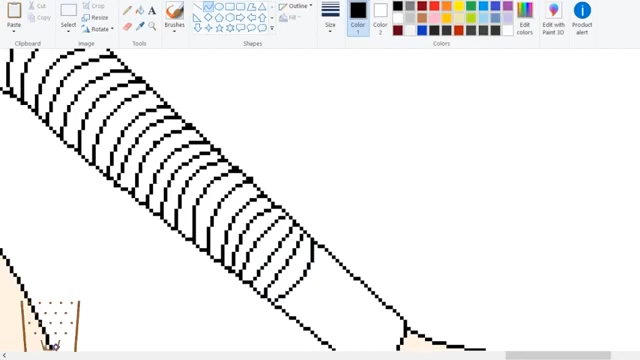 Paste
Cut
Copy
Clipboard
Select
Crop
Resize
Rotate
Image
A
Tools
Brushes
Outline
Fill
Shapes
Size
Color
1
Color
2
Colors
Edit
colors
Edit with
Paint 3D
i
Product
alert